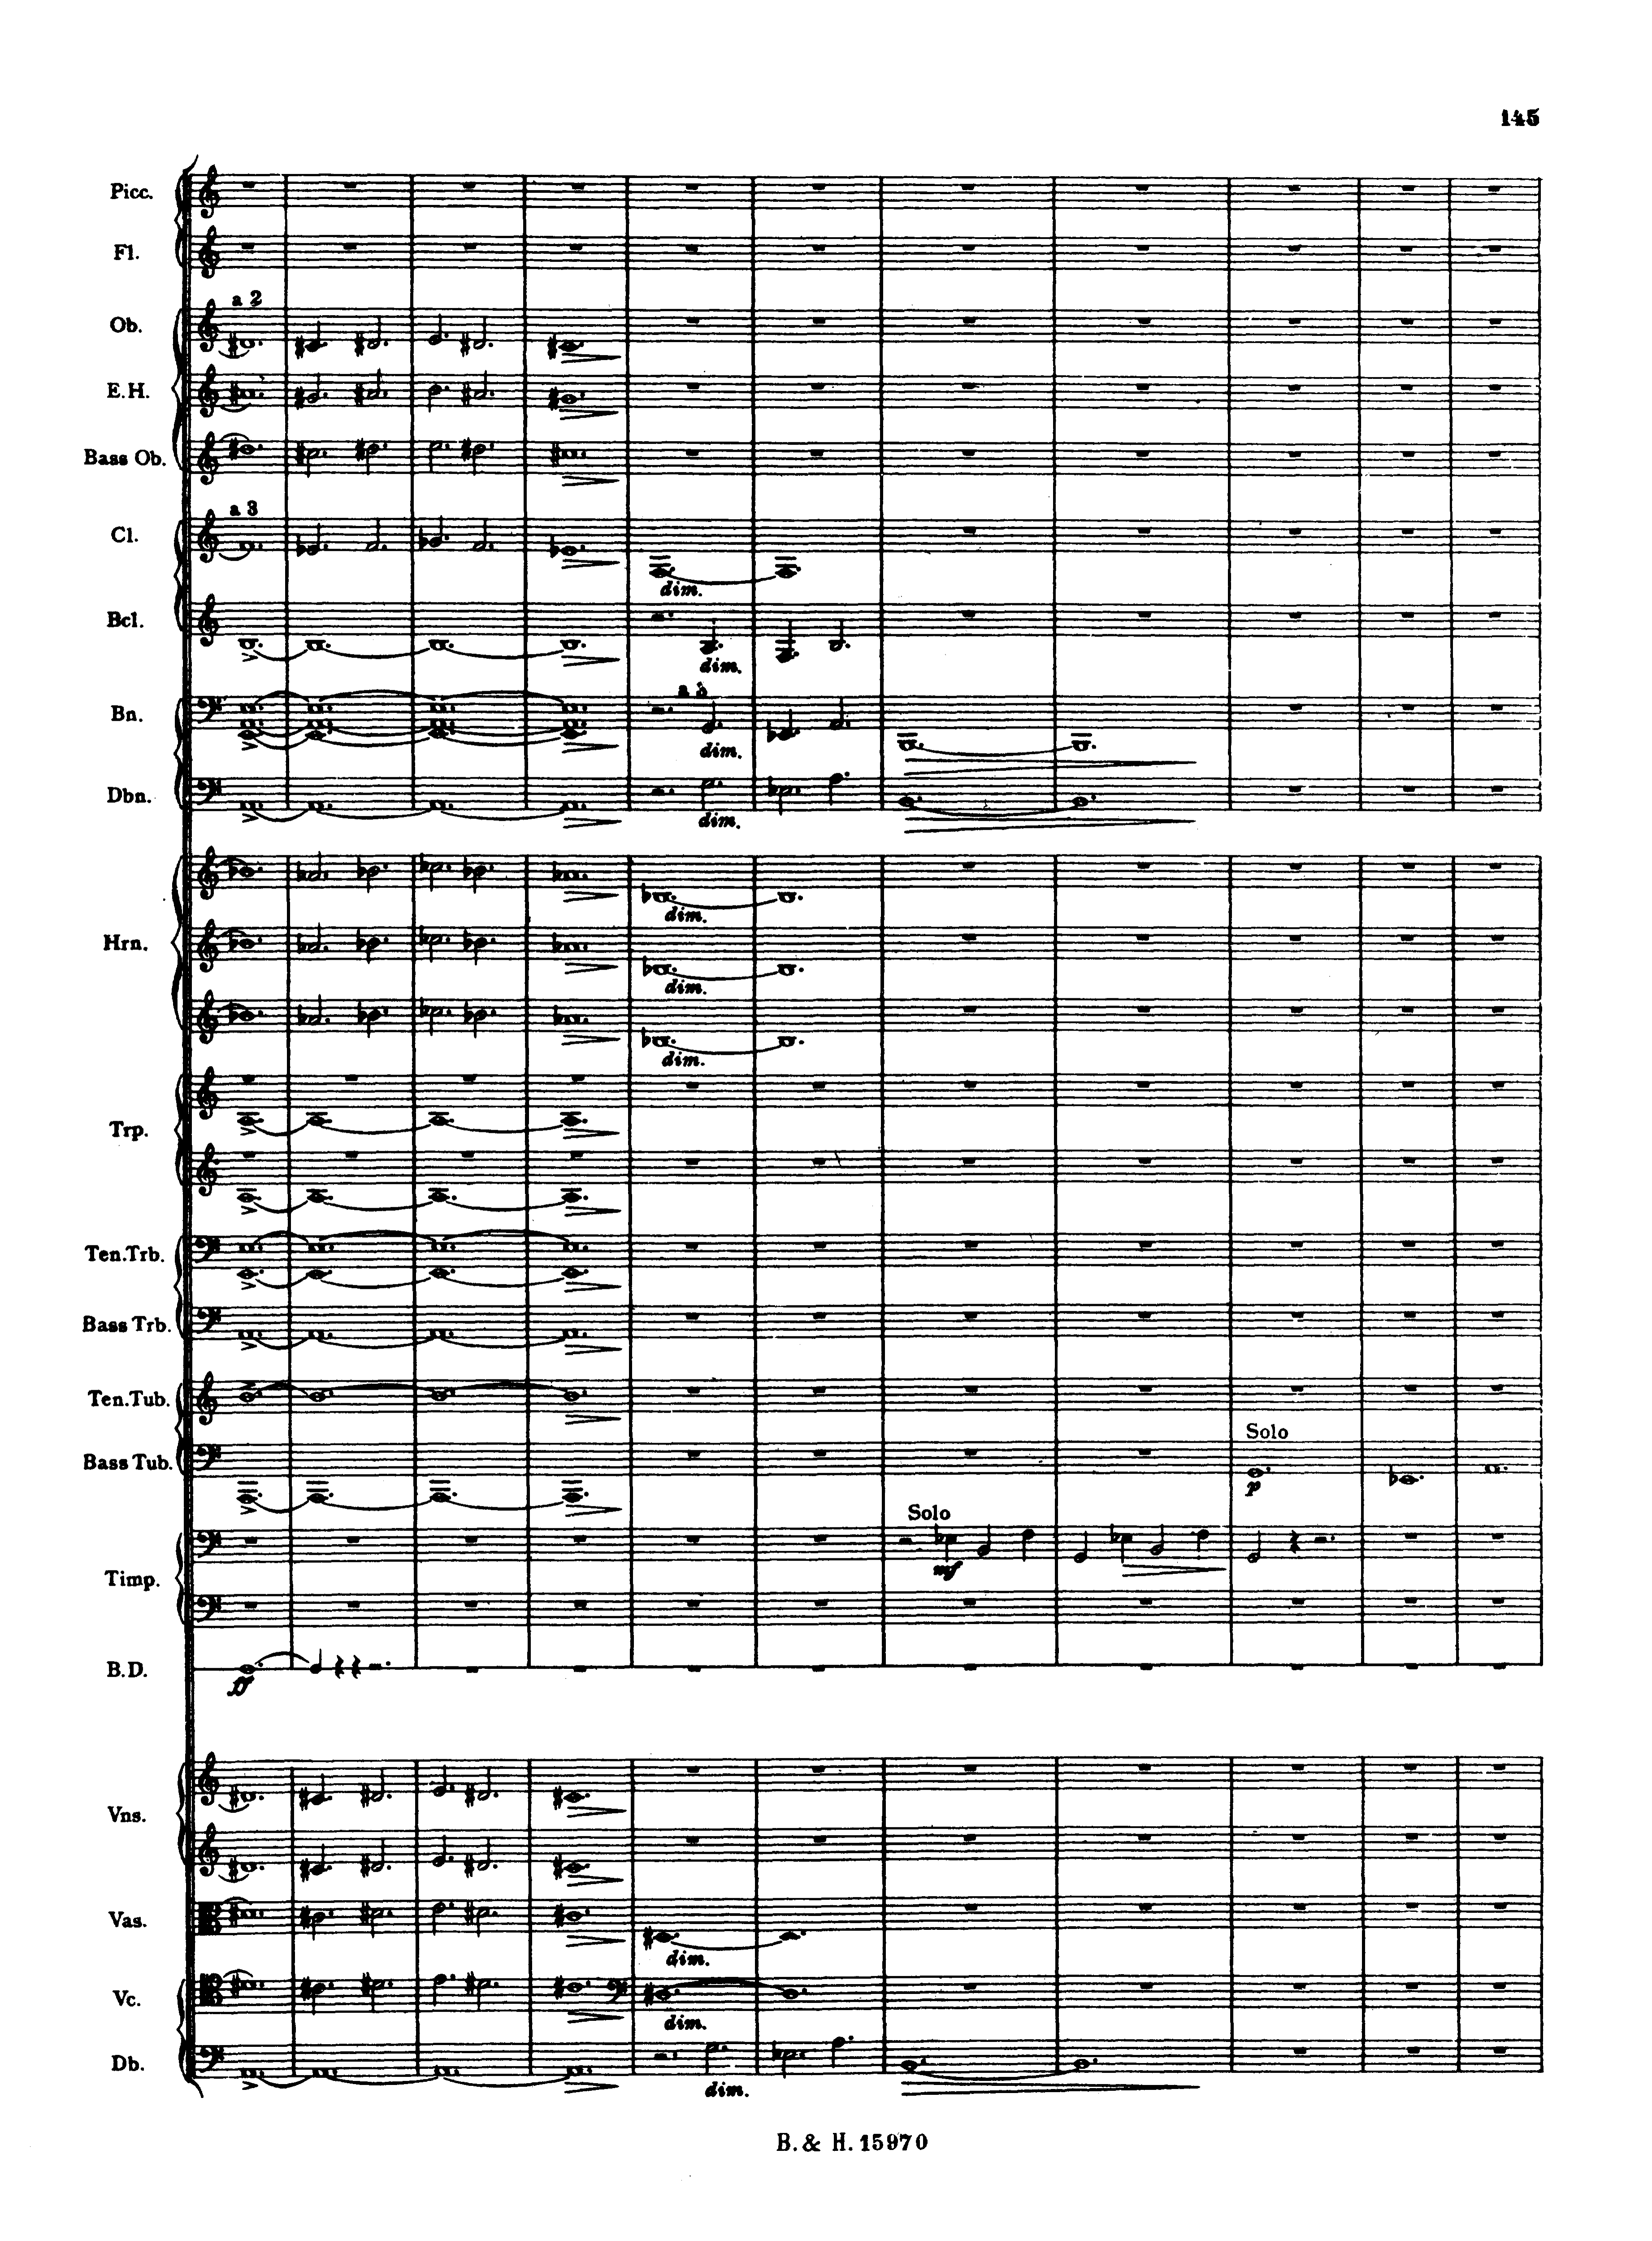 145
Picc.
Fl.
a 2
Ob.
E.H.
Bass Ob.
a 3
Cl.
dim.
Bcl.
dim.
a 3
Bn.
dim.
Dbn.
dim.
dim.
Hrn.
dim.
dim.
Trp.
Ten.Trb.
Bass Trb.
Ten.Tub.
Solo
Bass Tub.
p
Solo
mf
Timp.
B.D.
ff
Vns.
Vas.
dim.
Vc.
dim.
Db.
dim.
B. & H. 15970